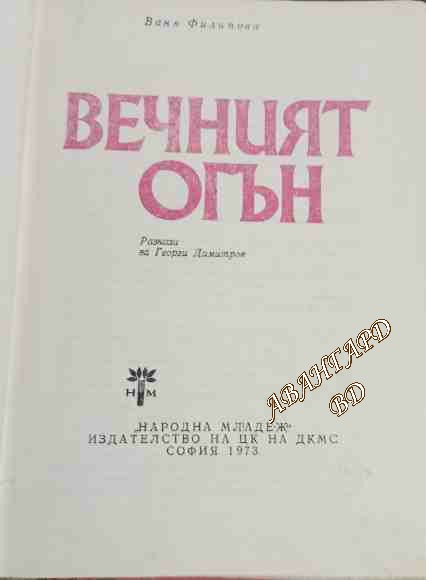 Ваня Филипова
ВЕЧНИЯТ
ОГЪН
Разкази
за Георги Димитров
НМ
АВАНГАРД
BD
„НАРОДНА МЛАДЕЖ“
ИЗДАТЕЛСТВО НА ЦК НА ДКМС
СОФИЯ 1973